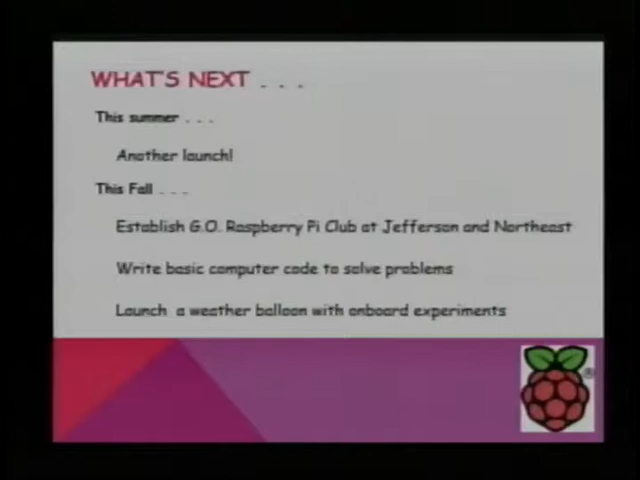 WHAT'S NEXT . . .
This summer . . .
Another launch!
This Fall . . .
Establish G.O. Raspberry Pi Club at Jefferson and Northeast
Write basic computer code to solve problems
Launch a weather balloon with onboard experiments
®